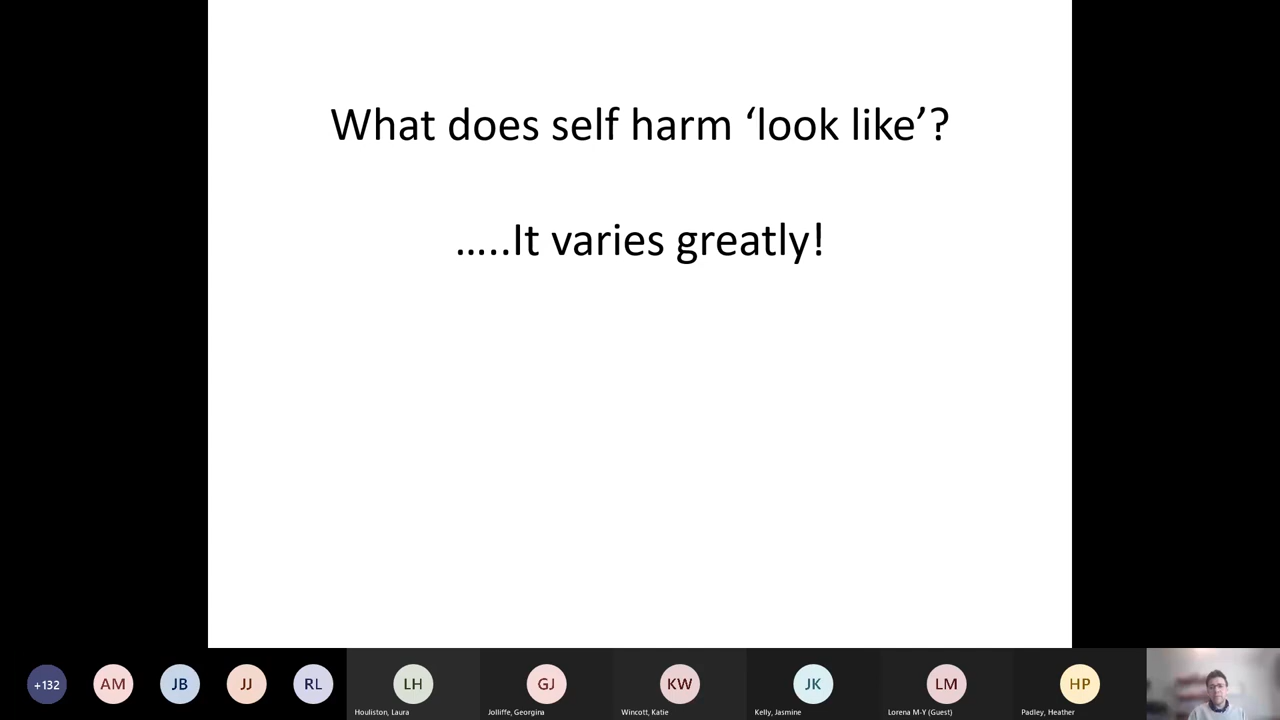 What does self harm ‘look like’?
…..It varies greatly!
+132
AM
JB
JJ
RL
LH
GJ
KW
JK
LM
HP
Houliston, Laura
Jolliffe, Georgina
Wincott, Katie
Kelly, Jasmine
Lorena M-Y (Guest)
Padley, Heather